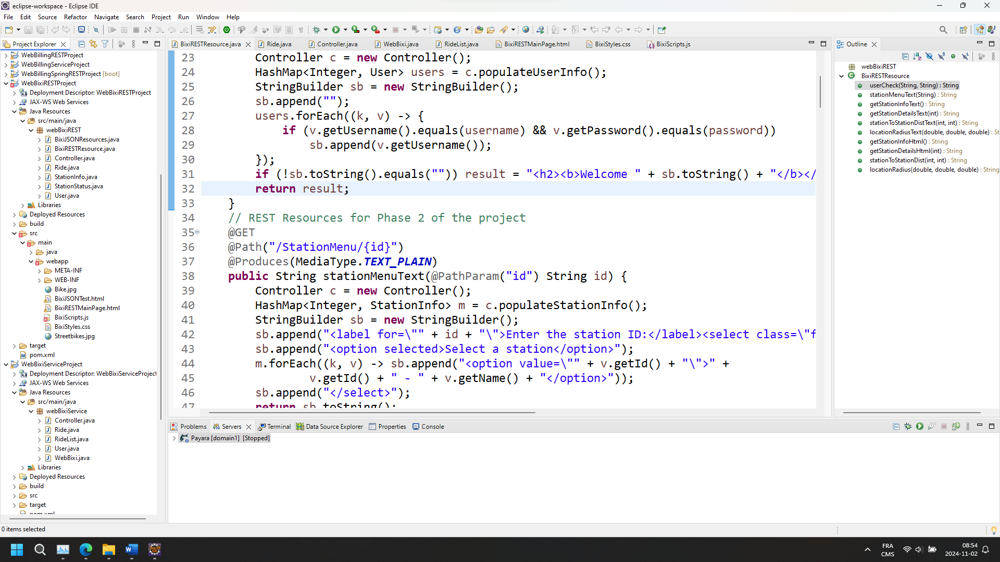 eclipse-workspace - Eclipse IDE
File Edit Source Refactor Navigate Search Project Run Window Help
Project Explorer
WebBillingRESTProject
WebBillingServiceProject
WebBillingSpringRESTProject [boot]
WebBixiRESTProject
Deployment Descriptor: WebBixiRESTProject
JAX-WS Web Services
Java Resources
src/main/java
webBixiREST
BixiJSONResources.java
BixiRESTResource.java
Controller.java
Ride.java
StationInfo.java
StationStatus.java
User.java
Libraries
Deployed Resources
build
src
main
java
webapp
META-INF
WEB-INF
Bike.jpg
BixiJSONTest.html
BixiRESTMainPage.html
BixiScripts.js
BixiStyles.css
Streetbikes.jpg
target
pom.xml
WebBixiServiceProject
Deployment Descriptor: WebBixiServiceProject
JAX-WS Web Services
Java Resources
src/main/java
webBixiService
Controller.java
Ride.java
RideList.java
User.java
WebBixi.java
Libraries
Deployed Resources
build
src
target
pom.xml
BixiRESTResource.java Ride.java Controller.java WebBixi.java RideList.java BixiRESTMainPage.html BixiStyles.css BixiScripts.js
23 Controller c = new Controller();
24 HashMap<Integer, User> users = c.populateUserInfo();
25 StringBuilder sb = new StringBuilder();
26 sb.append("");
27 users.forEach((k, v) -> {
28 if (v.getUsername().equals(username) && v.getPassword().equals(password))
29 sb.append(v.getUsername());
30 });
31 if (!sb.toString().equals("")) result = "<h2><b>Welcome " + sb.toString() + "</b></
32 return result;
33 }
34 // REST Resources for Phase 2 of the project
35 @GET
36 @Path("/StationMenu/{id}")
37 @Produces(MediaType.TEXT_PLAIN)
38 public String stationMenuText(@PathParam("id") String id) {
39 Controller c = new Controller();
40 HashMap<Integer, StationInfo> m = c.populateStationInfo();
41 StringBuilder sb = new StringBuilder();
42 sb.append("<label for=\"" + id + "\">Enter the station ID:</label><select class=\"f
43 sb.append("<option selected>Select a station</option>");
44 m.forEach((k, v) -> sb.append("<option value=\"" + v.getId() + "\">" +
45 v.getId() + " - " + v.getName() + "</option>"));
46 sb.append("</select>");
47 return sb.toString();
Outline
webBixiREST
BixiRESTResource
userCheck(String, String) : String
stationMenuText(String) : String
getStationInfoText() : String
getStationDetailsText(int) : String
stationToStationDistText(int, int) : String
locationRadiusText(double, double, double) : St
getStationInfoHtml() : String
getStationDetailsHtml(int) : String
stationToStationDist(int, int) : String
locationRadius(double, double, double) : String
Problems Servers Terminal Data Source Explorer Properties Console
Payara [domain1] [Stopped]
0 items selected
FRA
CMS
08:54
2024-11-02